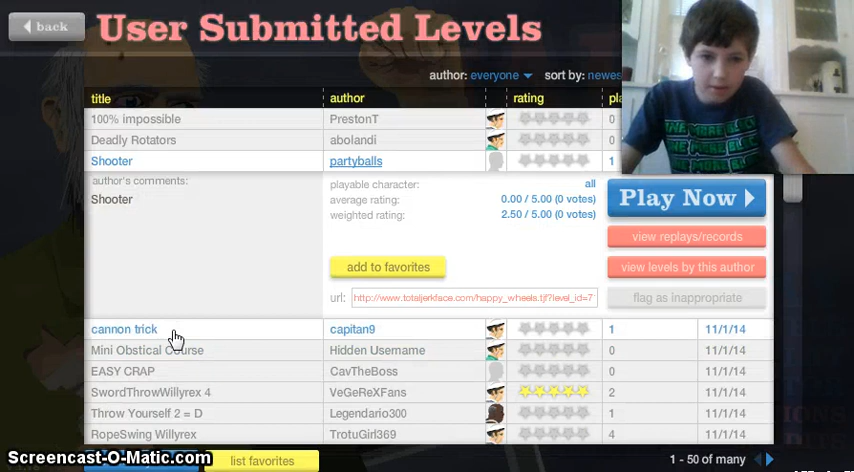 back
User Submitted Levels
author: everyone sort by: newes
title author rating pla
100% impossible PrestonT 0
Deadly Rotators abolandi 0
Shooter partyballs 1
author's comments:
Shooter
playable character: all
average rating: 0.00 / 5.00 (0 votes)
weighted rating: 2.50 / 5.00 (0 votes)
Play Now
view replays/records
add to favorites
view levels by this author
url: http://www.totaljerkface.com/happy_wheels.tjf?level_id=7
flag as inappropriate
cannon trick capitan9 1 11/1/14
Mini Obstical Course Hidden Username 0 11/1/14
EASY CRAP CavTheBoss 0 11/1/14
SwordThrowWillyrex 4 VeGeReXFans 2 11/1/14
Throw Yourself 2 = D Legendario300 1 11/1/14
RopeSwing Willyrex TrotuGirl369 4 11/1/14
Screencast-O-Matic.com
list favorites
1 - 50 of many